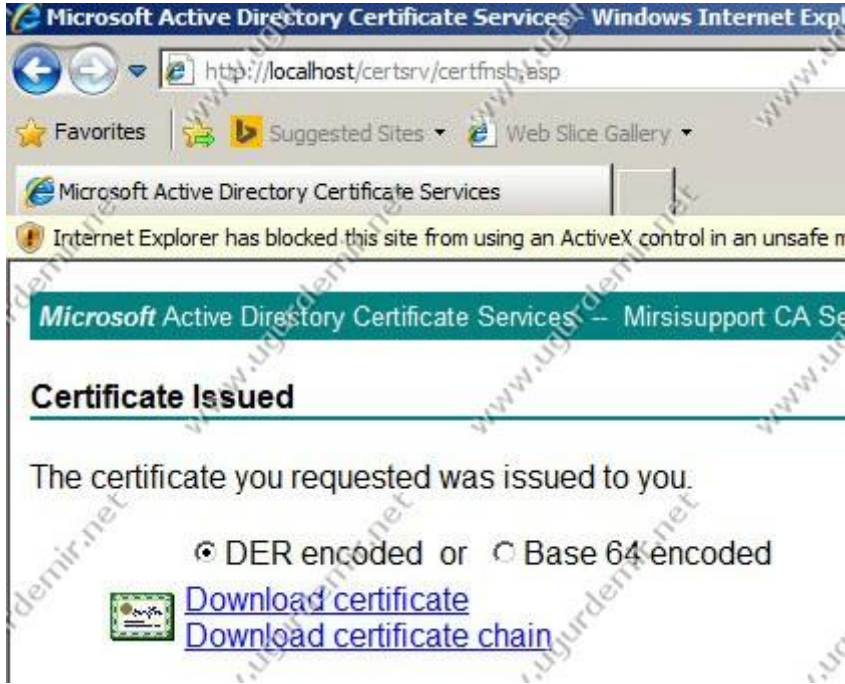 Microsoft Active Directory Certificate Services - Windows Internet Expl
http://localhost/certsrv/certfnsh.asp
Favorites Suggested Sites Web Slice Gallery
Microsoft Active Directory Certificate Services
Internet Explorer has blocked this site from using an ActiveX control in an unsafe m
Microsoft Active Directory Certificate Services -- Mirsisupport CA Se
Certificate Issued
The certificate you requested was issued to you.
DER encoded or Base 64 encoded
Download certificate
Download certificate chain
www.ugurdemir.net